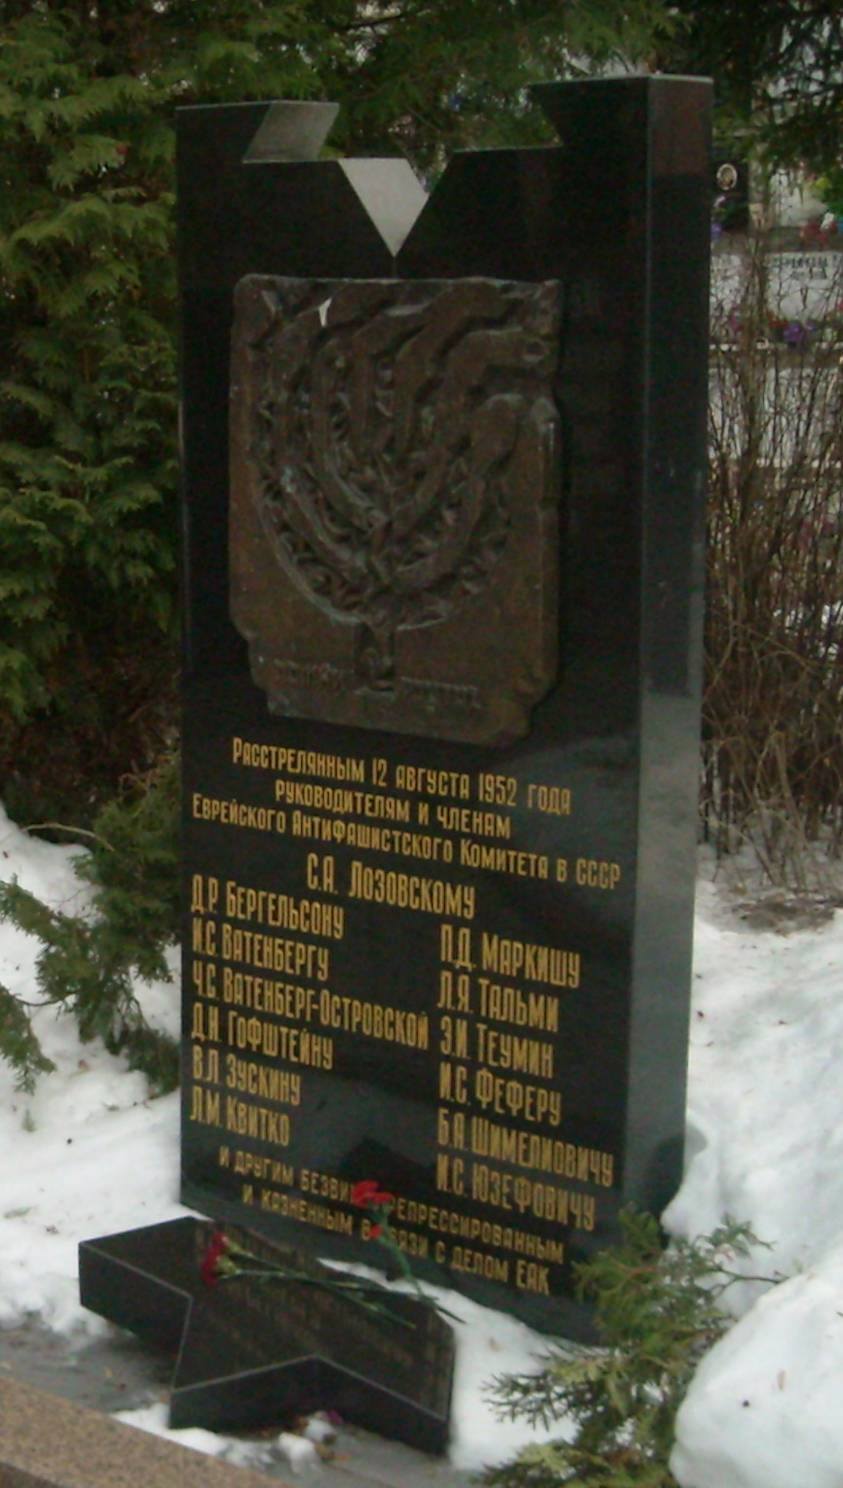 Расстрелянным 12 августа 1952 года
руководителям и членам
Еврейского Антифашистского Комитета в СССР
С.А. Лозовскому
Д.Р. Бергельсону
И.С. Ватенбергу
Ч.С. Ватенберг-Островской
Д.Н. Гофштейну
В.Л. Зускину
Л.М. Квитко
П.Д. Маркишу
Л.Я. Тальми
Э.И. Теумин
И.С. Феферу
Б.А. Шимелиовичу
И.С. Юзефовичу
и другим репрессированным
и казненным с делом ЕАК